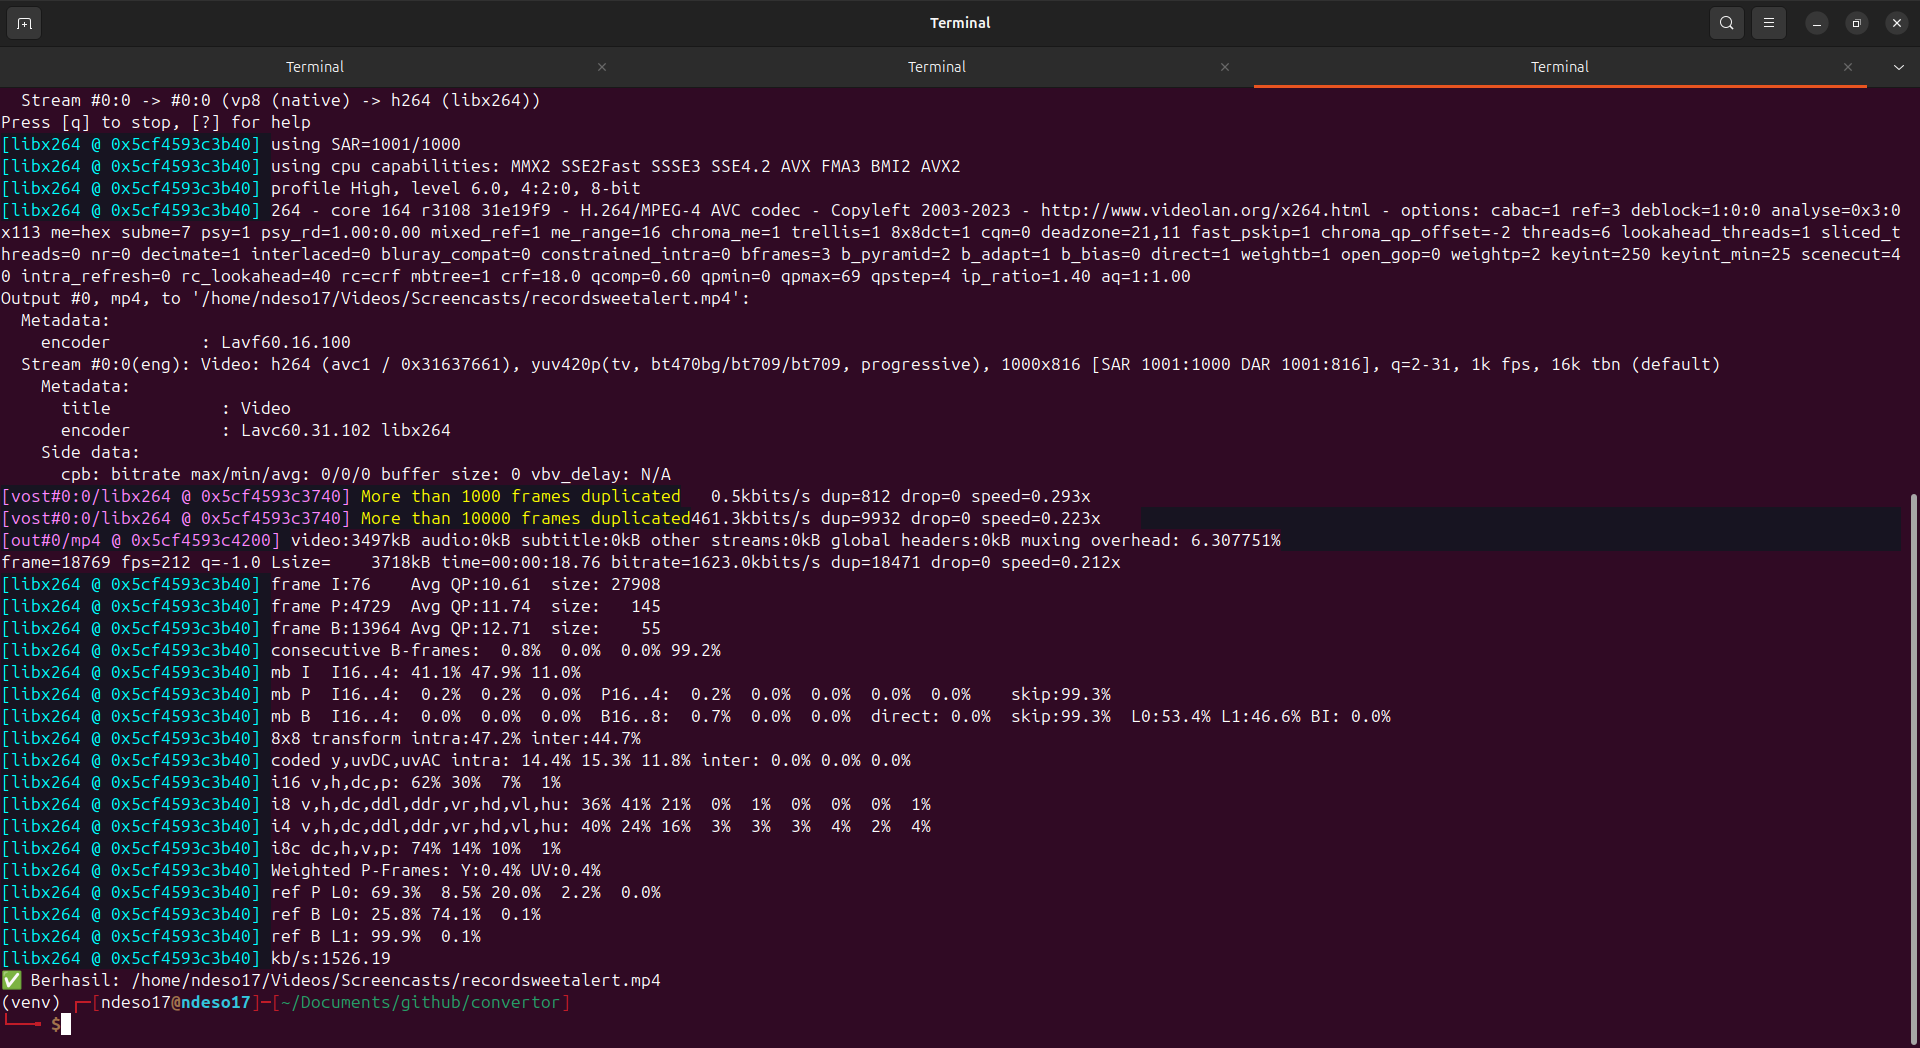 Terminal
Terminal
Terminal
Terminal
Stream #0:0 -> #0:0 (vp8 (native) -> h264 (libx264))
Press [q] to stop, [?] for help
[libx264 @ 0x5cf4593c3b40] using SAR=1001/1000
[libx264 @ 0x5cf4593c3b40] using cpu capabilities: MMX2 SSE2Fast SSSE3 SSE4.2 AVX FMA3 BMI2 AVX2
[libx264 @ 0x5cf4593c3b40] profile High, level 6.0, 4:2:0, 8-bit
[libx264 @ 0x5cf4593c3b40] 264 - core 164 r3108 31e19f9 - H.264/MPEG-4 AVC codec - Copyleft 2003-2023 - http://www.videolan.org/x264.html - options: cabac=1 ref=3 deblock=1:0:0 analyse=0x3:0
x113 me=hex subme=7 psy=1 psy_rd=1.00:0.00 mixed_ref=1 me_range=16 chroma_me=1 trellis=1 8x8dct=1 cqm=0 deadzone=21,11 fast_pskip=1 chroma_qp_offset=-2 threads=6 lookahead_threads=1 sliced_t
hreads=0 nr=0 decimate=1 interlaced=0 bluray_compat=0 constrained_intra=0 bframes=3 b_pyramid=2 b_adapt=1 b_bias=0 direct=1 weightb=1 open_gop=0 weightp=2 keyint=250 keyint_min=25 scenecut=4
0 intra_refresh=0 rc_lookahead=40 rc=crf mbtree=1 crf=18.0 qcomp=0.60 qpmin=0 qpmax=69 qpstep=4 ip_ratio=1.40 aq=1:1.00
Output #0, mp4, to '/home/ndeso17/Videos/Screencasts/recordsweetalert.mp4':
Metadata:
encoder : Lavf60.16.100
Stream #0:0(eng): Video: h264 (avc1 / 0x31637661), yuv420p(tv, bt470bg/bt709/bt709, progressive), 1000x816 [SAR 1001:1000 DAR 1001:816], q=2-31, 1k fps, 16k tbn (default)
Metadata:
title : Video
encoder : Lavc60.31.102 libx264
Side data:
cpb: bitrate max/min/avg: 0/0/0 buffer size: 0 vbv_delay: N/A
[vost#0:0/libx264 @ 0x5cf4593c3740] More than 1000 frames duplicated 0.5kbits/s dup=812 drop=0 speed=0.293x
[vost#0:0/libx264 @ 0x5cf4593c3740] More than 10000 frames duplicated461.3kbits/s dup=9932 drop=0 speed=0.223x
[out#0/mp4 @ 0x5cf4593c4200] video:3497kB audio:0kB subtitle:0kB other streams:0kB global headers:0kB muxing overhead: 6.307751%
frame=18769 fps=212 q=-1.0 Lsize= 3718kB time=00:00:18.76 bitrate=1623.0kbits/s dup=18471 drop=0 speed=0.212x
[libx264 @ 0x5cf4593c3b40] frame I:76 Avg QP:10.61 size: 27908
[libx264 @ 0x5cf4593c3b40] frame P:4729 Avg QP:11.74 size: 145
[libx264 @ 0x5cf4593c3b40] frame B:13964 Avg QP:12.71 size: 55
[libx264 @ 0x5cf4593c3b40] consecutive B-frames: 0.8% 0.0% 0.0% 99.2%
[libx264 @ 0x5cf4593c3b40] mb I I16..4: 41.1% 47.9% 11.0%
[libx264 @ 0x5cf4593c3b40] mb P I16..4: 0.2% 0.2% 0.0% P16..4: 0.2% 0.0% 0.0% 0.0% 0.0% skip:99.3%
[libx264 @ 0x5cf4593c3b40] mb B I16..4: 0.0% 0.0% 0.0% B16..8: 0.7% 0.0% 0.0% direct: 0.0% skip:99.3% L0:53.4% L1:46.6% BI: 0.0%
[libx264 @ 0x5cf4593c3b40] 8x8 transform intra:47.2% inter:44.7%
[libx264 @ 0x5cf4593c3b40] coded y,uvDC,uvAC intra: 14.4% 15.3% 11.8% inter: 0.0% 0.0% 0.0%
[libx264 @ 0x5cf4593c3b40] i16 v,h,dc,p: 62% 30% 7% 1%
[libx264 @ 0x5cf4593c3b40] i8 v,h,dc,ddl,ddr,vr,hd,vl,hu: 36% 41% 21% 0% 1% 0% 0% 0% 1%
[libx264 @ 0x5cf4593c3b40] i4 v,h,dc,ddl,ddr,vr,hd,vl,hu: 40% 24% 16% 3% 3% 3% 4% 2% 4%
[libx264 @ 0x5cf4593c3b40] i8c dc,h,v,p: 74% 14% 10% 1%
[libx264 @ 0x5cf4593c3b40] Weighted P-Frames: Y:0.4% UV:0.4%
[libx264 @ 0x5cf4593c3b40] ref P L0: 69.3% 8.5% 20.0% 2.2% 0.0%
[libx264 @ 0x5cf4593c3b40] ref B L0: 25.8% 74.1% 0.1%
[libx264 @ 0x5cf4593c3b40] ref B L1: 99.9% 0.1%
[libx264 @ 0x5cf4593c3b40] kb/s:1526.19
✅ Berhasil: /home/ndeso17/Videos/Screencasts/recordsweetalert.mp4
(venv) ┌─[ndeso17@ndeso17]─[~/Documents/github/convertor]
└──╼ $